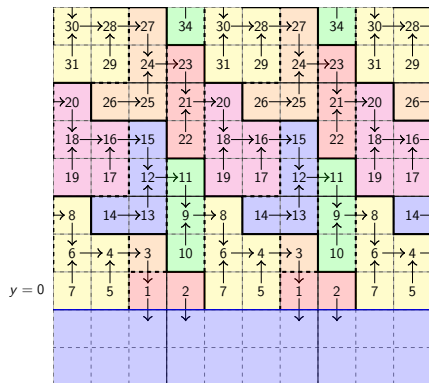 30 28 27 34 30 28 27 34 30 28
31 29 24 23 31 29 24 23 31 29
20 26 25 21 20 26 25 21 20 26
18 16 15 22 18 16 15 22 18 16
19 17 12 11 19 17 12 11 19 17
8 14 13 9 8 14 13 9 8 14
6 4 3 10 6 4 3 10 6 4
y = 0 7 5 1 2 7 5 1 2 7 5